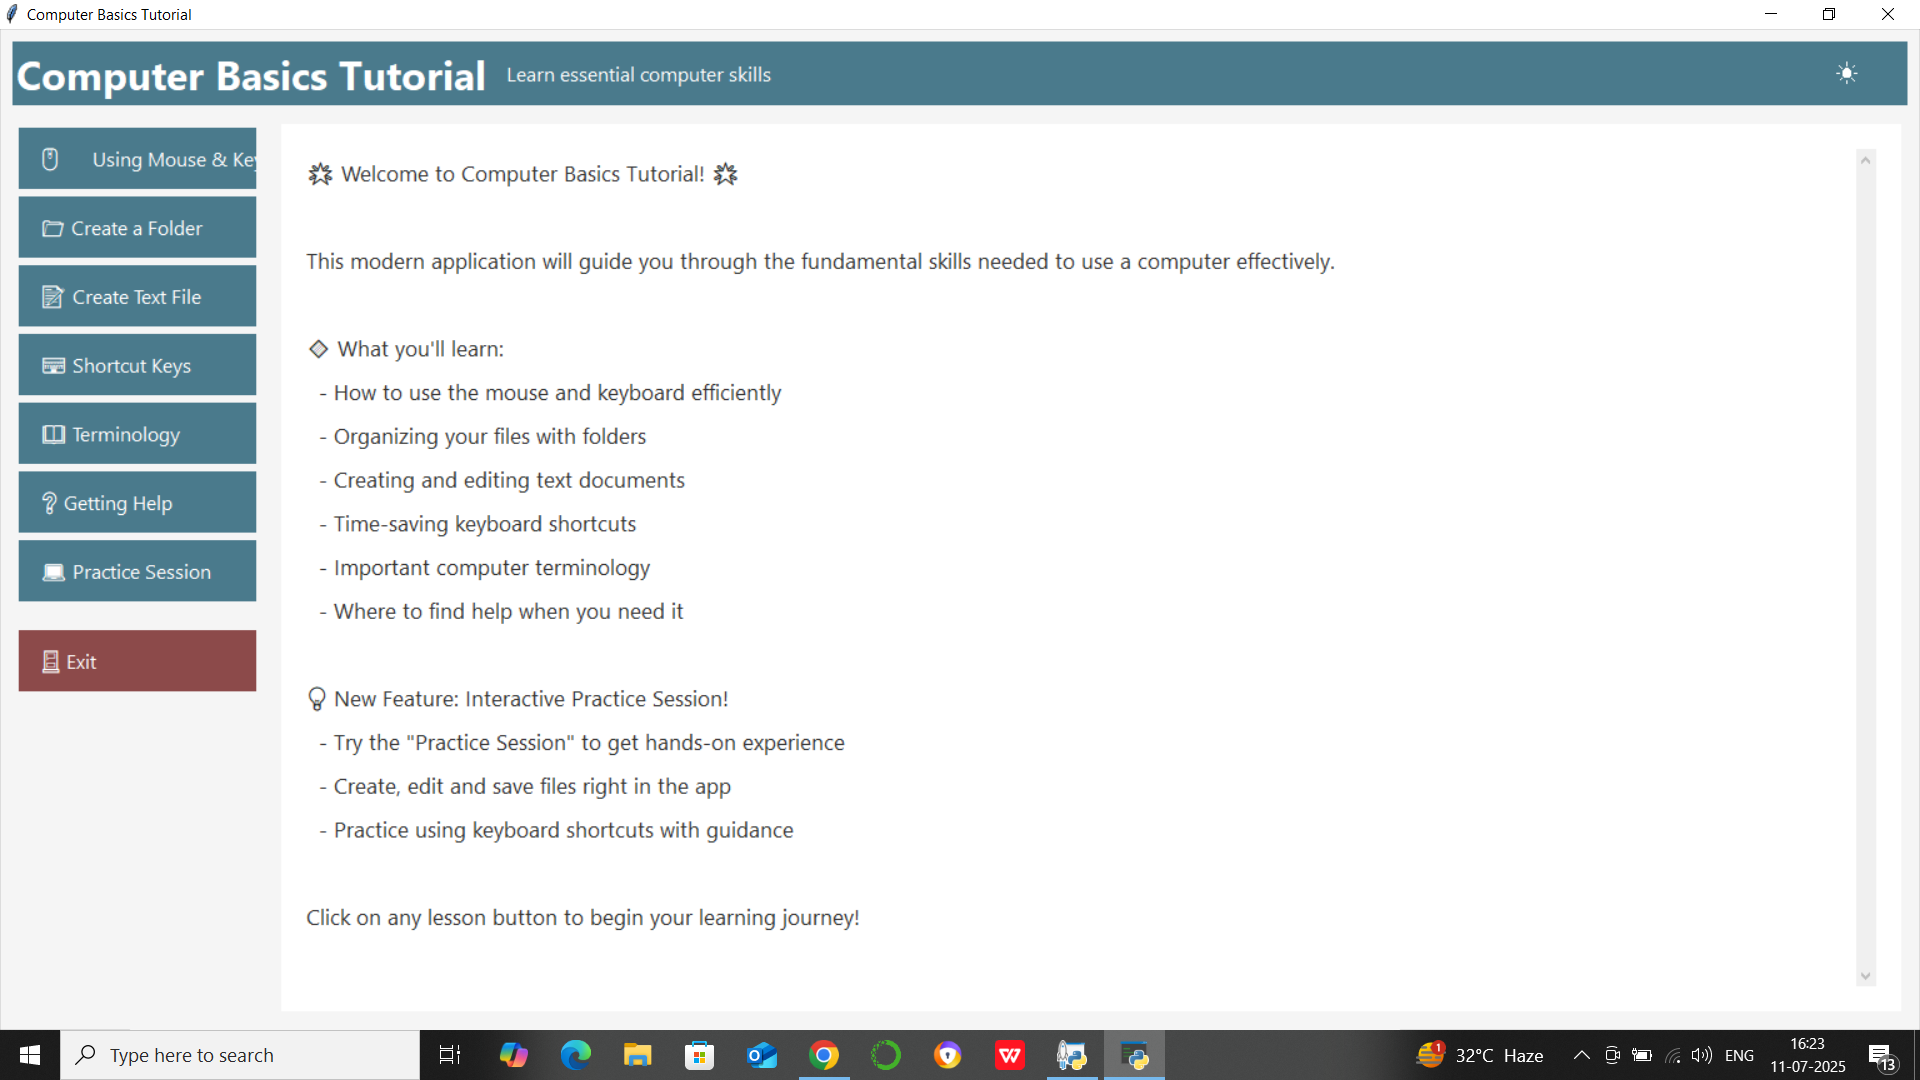 Computer Basics Tutorial
Computer Basics Tutorial Learn essential computer skills
Using Mouse & Key
Create a Folder
Create Text File
Shortcut Keys
Terminology
Getting Help
Practice Session
Exit
Welcome to Computer Basics Tutorial!
This modern application will guide you through the fundamental skills needed to use a computer effectively.
What you'll learn:
- How to use the mouse and keyboard efficiently
- Organizing your files with folders
- Creating and editing text documents
- Time-saving keyboard shortcuts
- Important computer terminology
- Where to find help when you need it
New Feature: Interactive Practice Session!
- Try the "Practice Session" to get hands-on experience
- Create, edit and save files right in the app
- Practice using keyboard shortcuts with guidance
Click on any lesson button to begin your learning journey!
Type here to search
1
32°C Haze
ENG
16:23
11-07-2025
13